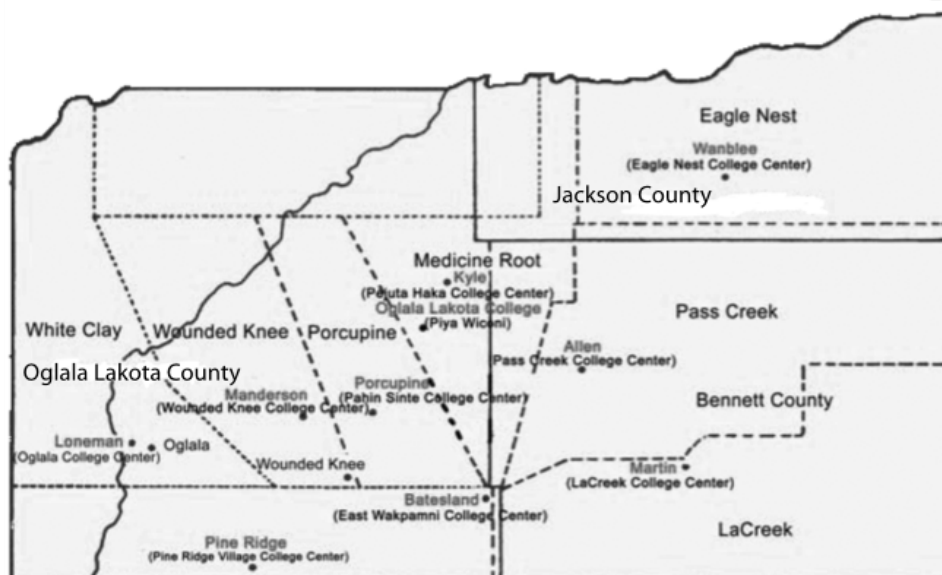 Eagle Nest
Wanblee
(Eagle Nest College Center)
Jackson County
Medicine Root
Kyle
(Pejuta Haka College Center)
Oglala Lakota College
(Piya Wiconi)
Pass Creek
White Clay
Wounded Knee
Porcupine
Allen
Pass Creek College Center)
Oglala Lakota County
Manderson
(Wounded Knee College Center)
Porcupine
(Pahin Sinte College Center)
Bennett County
Loneman
(Oglala College Center)
Oglala
Wounded Knee
Martin
(LaCreek College Center)
Batesland
(East Wakpamni College Center)
LaCreek
Pine Ridge
(Pine Ridge Village College Center)